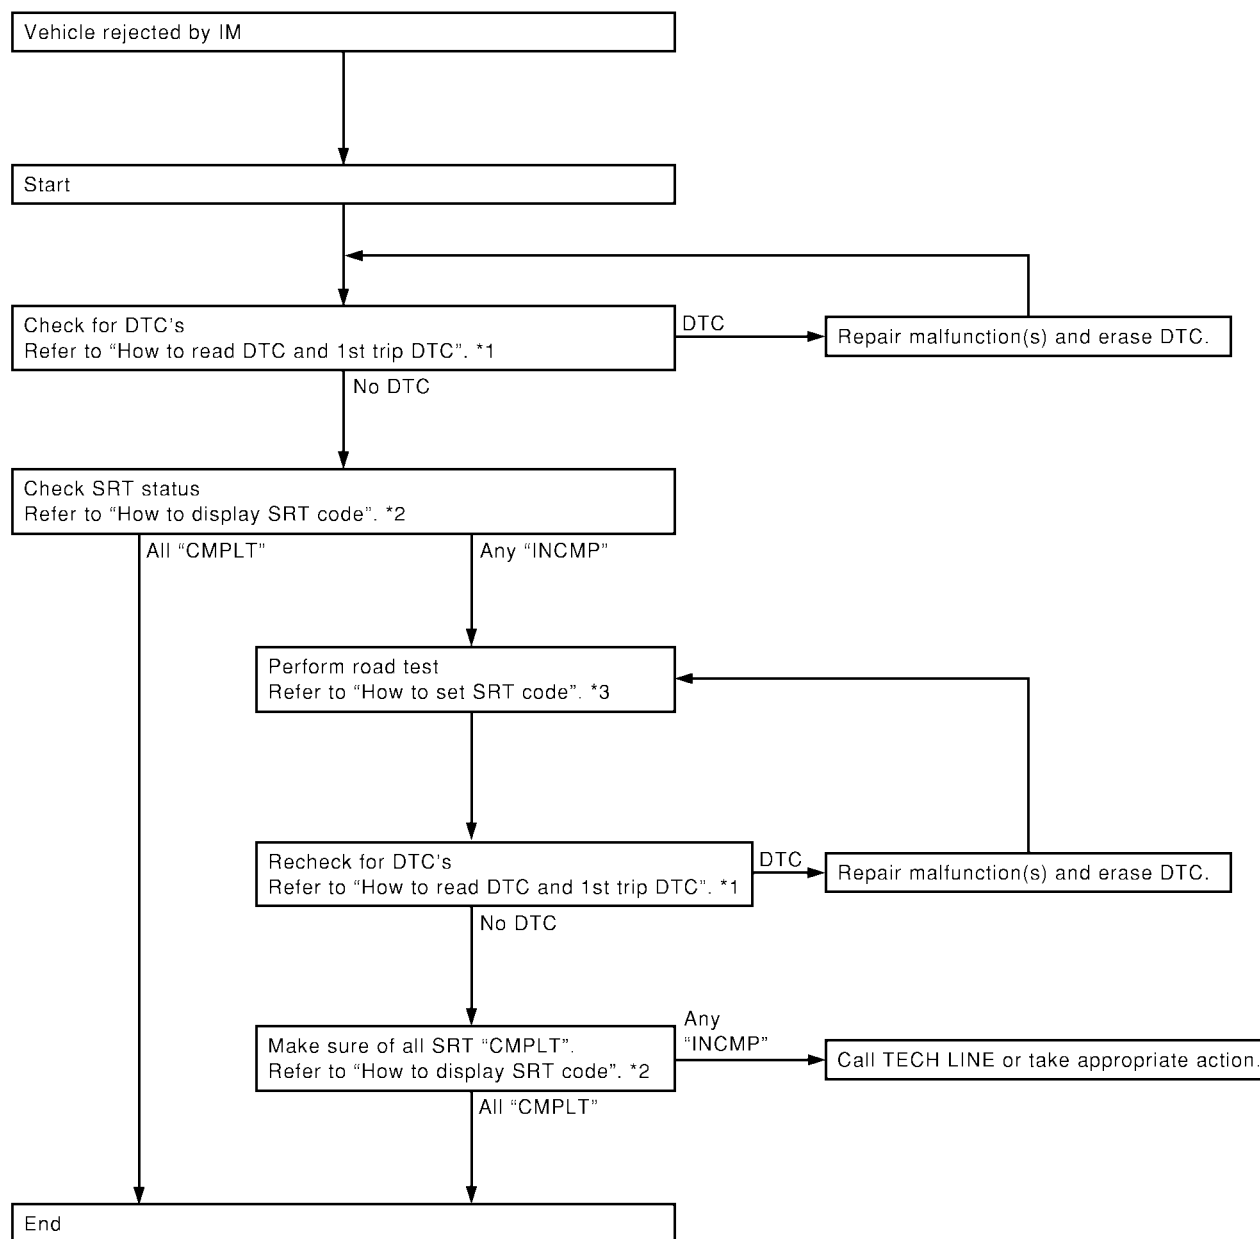 Vehicle rejected by IM
Start
Check for DTC's
Refer to “How to read DTC and 1st trip DTC”. *1
DTC
Repair malfunction(s) and erase DTC.
No DTC
Check SRT status
Refer to “How to display SRT code”. *2
All “CMPLT”
Any “INCMP”
Perform road test
Refer to “How to set SRT code”. *3
Recheck for DTC's
Refer to “How to read DTC and 1st trip DTC”. *1
DTC
Repair malfunction(s) and erase DTC.
No DTC
Make sure of all SRT “CMPLT”.
Refer to “How to display SRT code”. *2
Any
“INCMP”
Call TECH LINE or take appropriate action.
All “CMPLT”
End